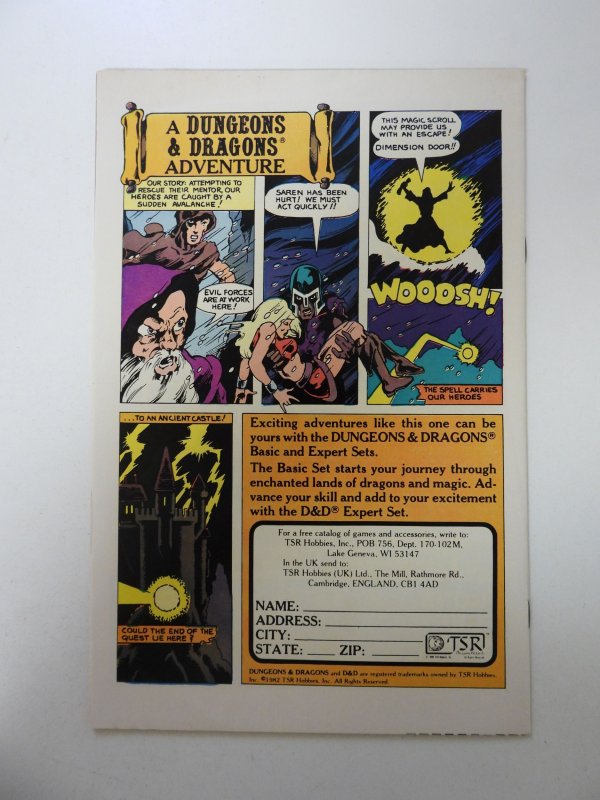 A DUNGEONS
& DRAGONS®
ADVENTURE
OUR STORY: ATTEMPTING TO
RESCUE THEIR MENTOR, OUR
HEROES ARE CAUGHT BY A
SUDDEN AVALANCHE!
EVIL FORCES
ARE AT WORK
HERE!
SAREN HAS BEEN
HURT! WE MUST
ACT QUICKLY!!
THIS MAGIC SCROLL
MAY PROVIDE US
WITH AN ESCAPE!
DIMENSION DOOR!!
WOOOSH!
THE SPELL CARRIES
OUR HEROES
...TO AN ANCIENT CASTLE!
COULD THE END OF THE
QUEST LIE HERE?
Exciting adventures like this one can be
yours with the DUNGEONS & DRAGONS®
Basic and Expert Sets.
The Basic Set starts your journey through
enchanted lands of dragons and magic. Ad-
vance your skill and add to your excitement
with the D&D® Expert Set.
For a free catalog of games and accessories, write to:
TSR Hobbies, Inc., POB 756, Dept. 170-102M,
Lake Geneva, WI 53147
In the UK send to:
TSR Hobbies (UK) Ltd., The Mill, Rathmore Rd.,
Cambridge, ENGLAND, CB1 4AD
NAME:
ADDRESS:
CITY:
STATE: ZIP:
TSR
DUNGEONS & DRAGONS and D&D are registered trademarks owned by TSR Hobbies,
Inc. ©1982 TSR Hobbies, Inc. All Rights Reserved.